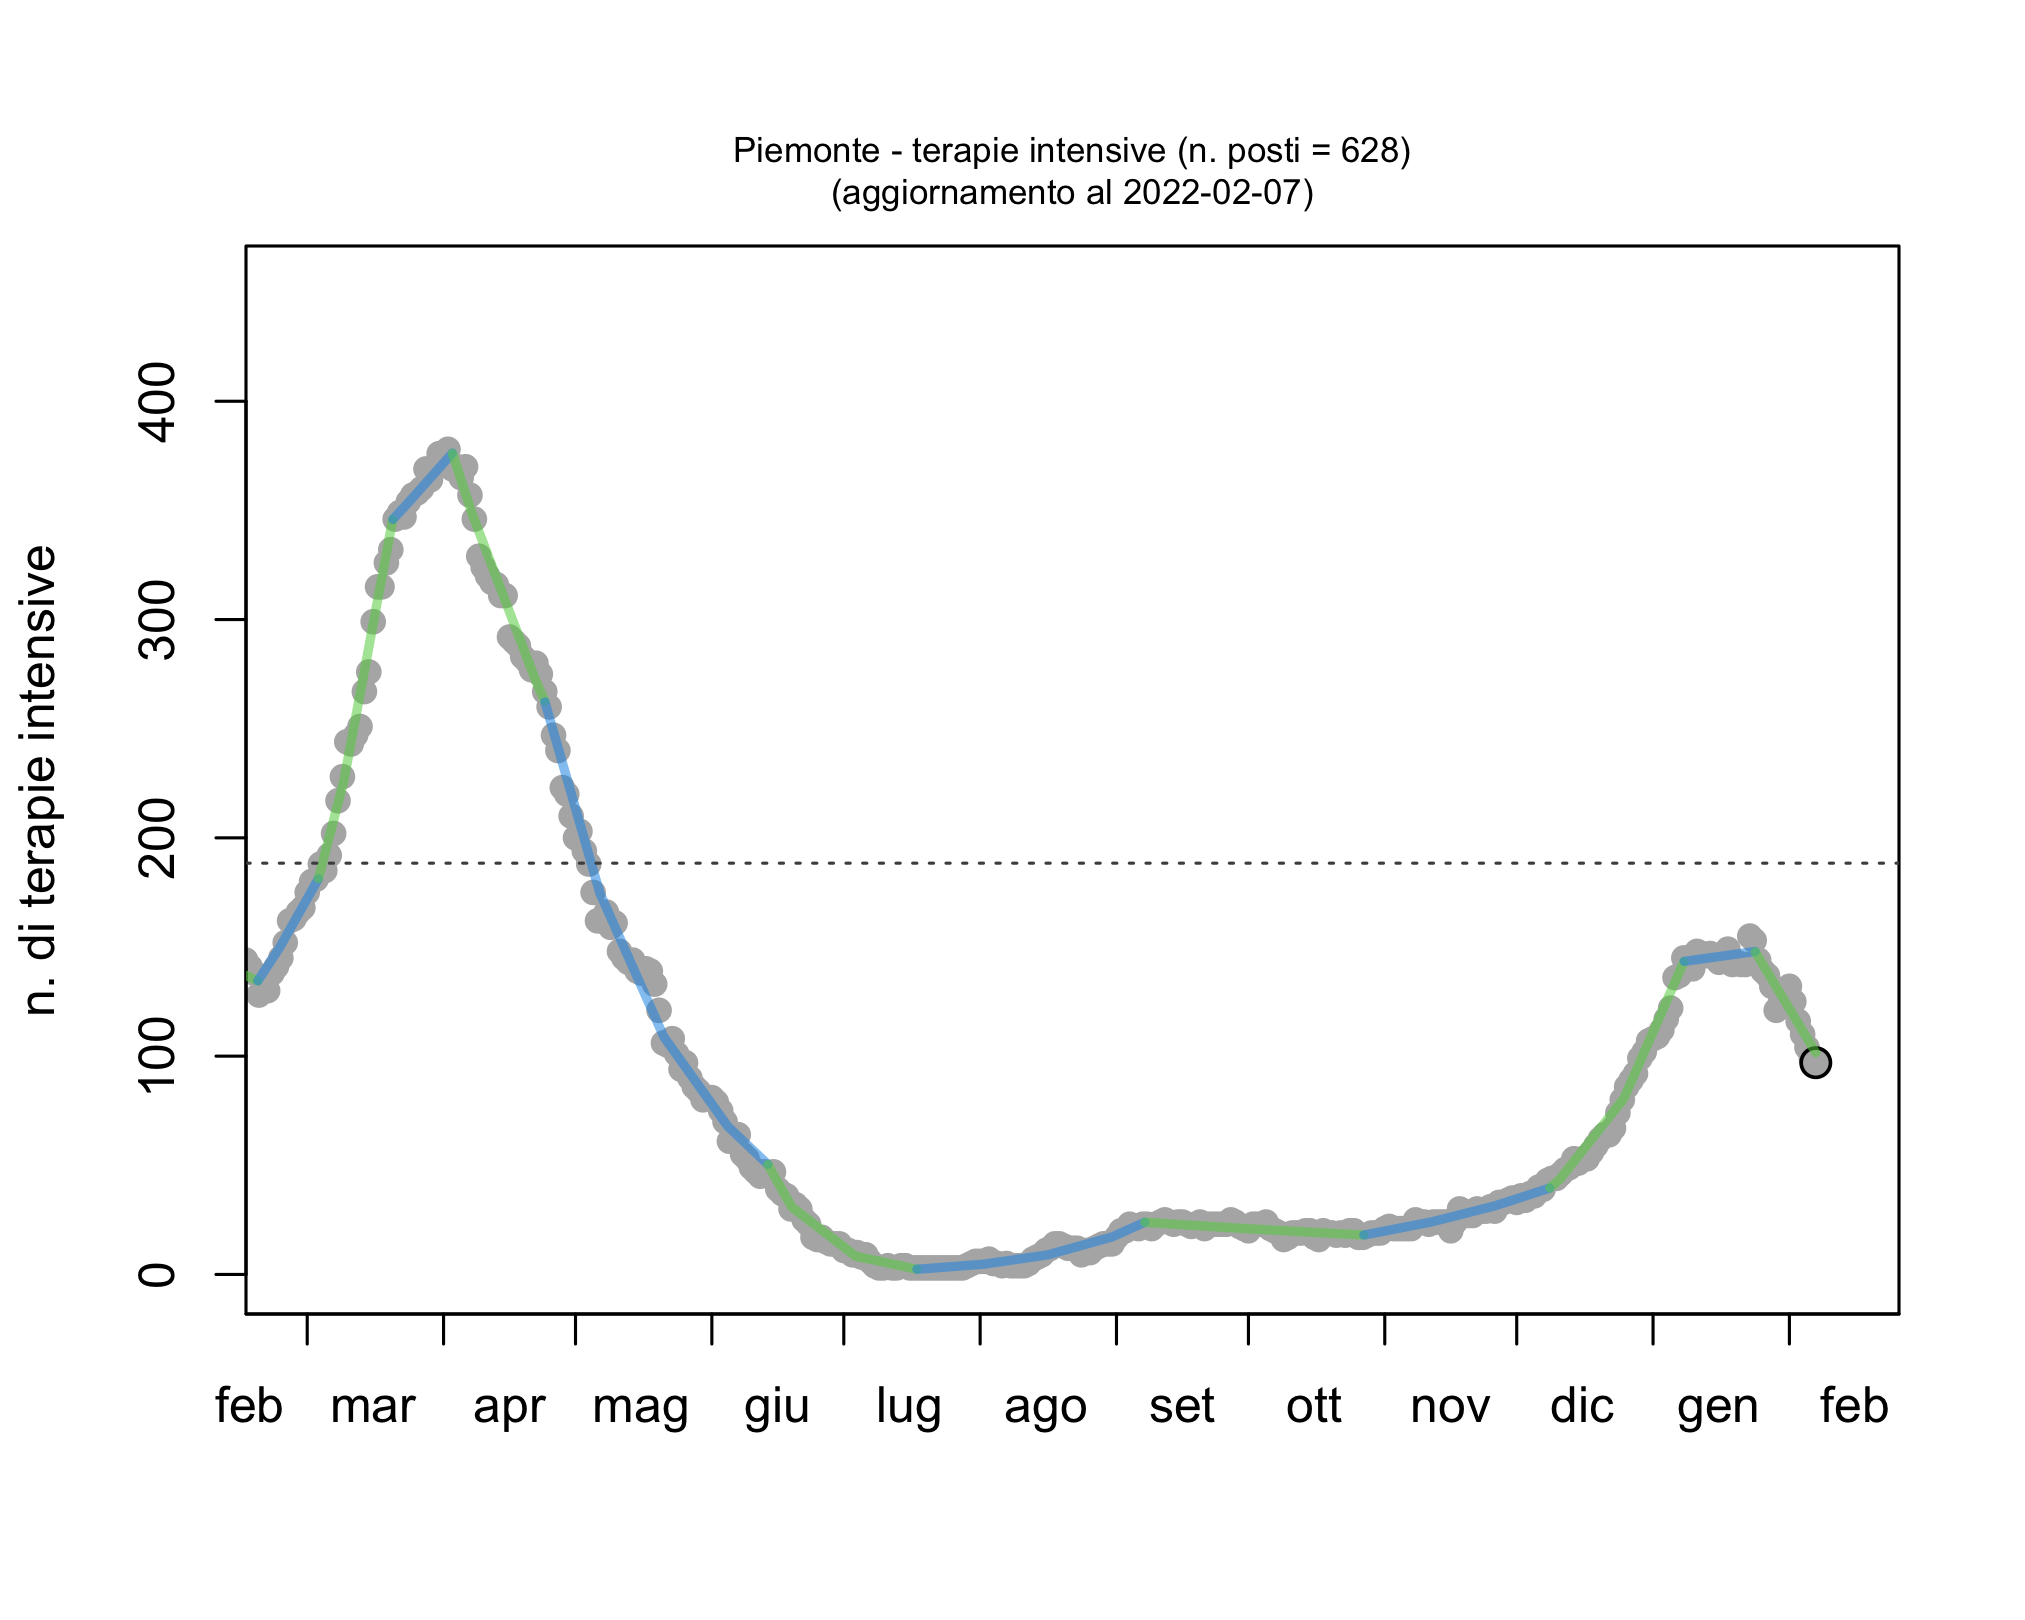 Piemonte - terapie intensive (n. posti = 628)
(aggiornamento al 2022-02-07)
n. di terapie intensive
400
300
200
100
0
feb mar apr mag giu lug ago set ott nov dic gen feb